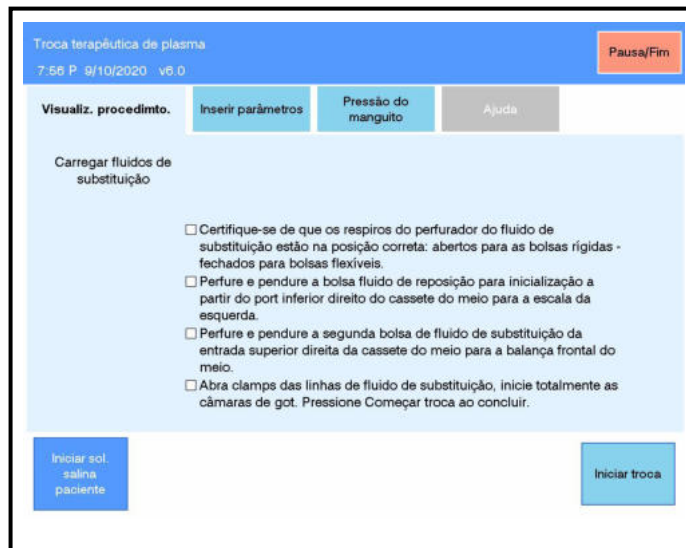 Troca terapêutica de plasma
7:56 P 9/10/2020 v6.0
Pausa/Fim
Visualiz. procedimto.
Inserir parâmetros
Pressão do
manguito
Ajuda
Carregar fluidos de
substituição
Certifique-se de que os respiros do perfurador do fluido de
substituição estão na posição correta: abertos para as bolsas rígidas -
fechados para bolsas flexíveis.
Perfure e pendure a bolsa fluido de reposição para inicialização a
partir do port inferior direito do cassete do meio para a escala da
esquerda.
Perfure e pendure a segunda bolsa de fluido de substituição da
entrada superior direita da cassete do meio para a balança frontal do
meio.
Abra clamps das linhas de fluido de substituição, inicie totalmente as
câmaras de got. Pressione Começar troca ao concluir.
Iniciar sol.
salina
paciente
Iniciar troca